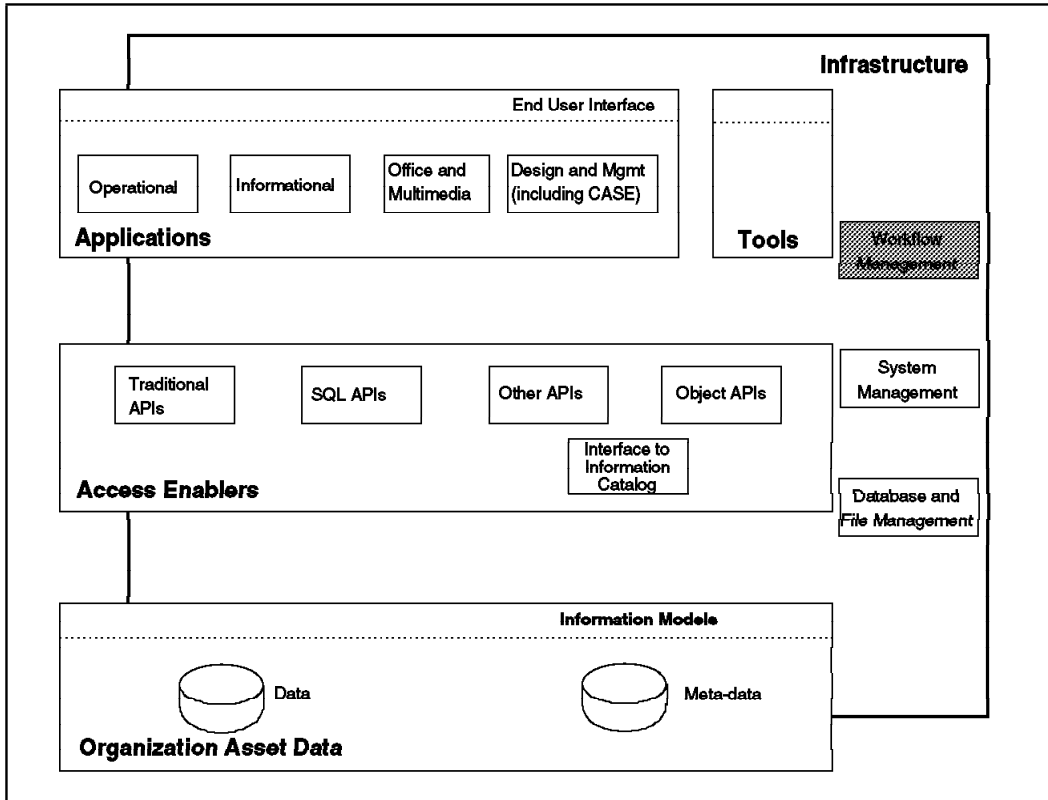 Infrastructure
End User Interface
Operational
Informational
Office and
Multimedia
Design and Mgmt
(including CASE)
Applications
Tools
Workflow
Management
Traditional
APIs
SQL APIs
Other APIs
Object APIs
System
Management
Interface to
Information
Catalog
Access Enablers
Database and
File Management
Information Models
Data
Meta-data
Organization Asset Data